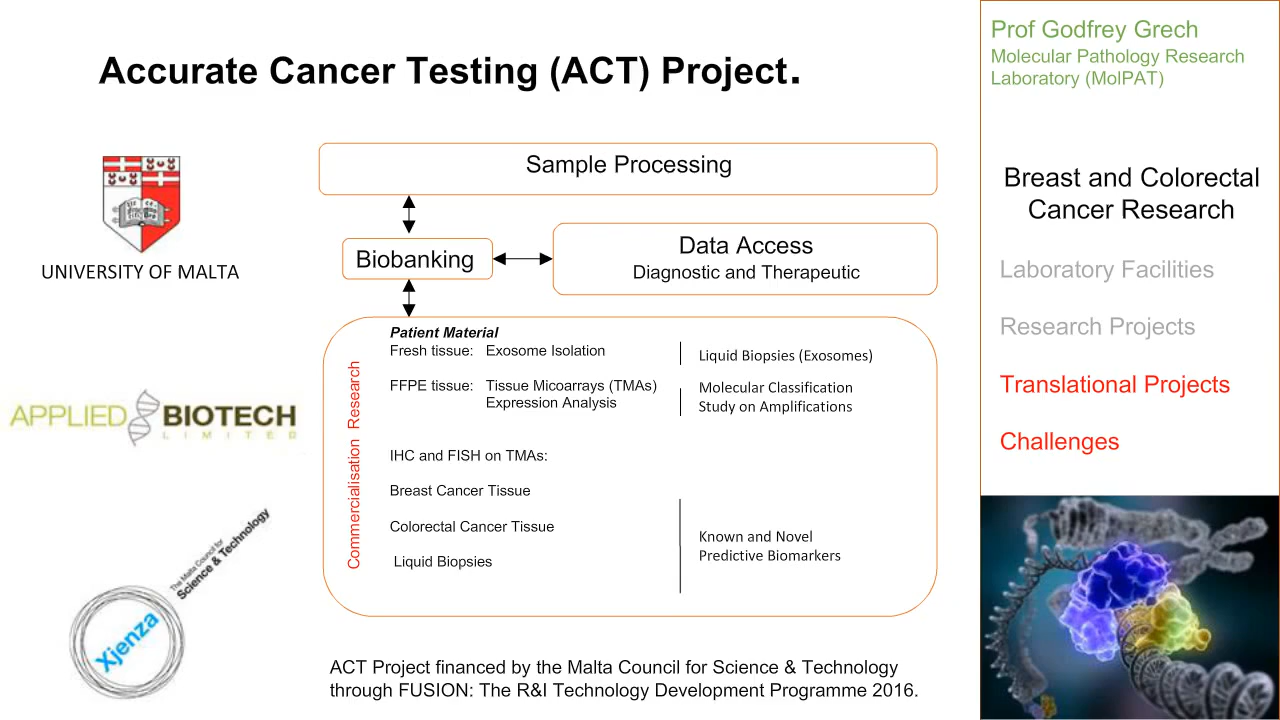 Accurate Cancer Testing (ACT) Project.
UNIVERSITY OF MALTA
APPLIED BIOTECH
LIMITED
The Malta Council for
Science & Technology
Xjenza
Sample Processing
Biobanking
Data Access
Diagnostic and Therapeutic
Commercialisation Research
Patient Material
Fresh tissue: Exosome Isolation
Liquid Biopsies (Exosomes)
FFPE tissue: Tissue Micoarrays (TMAs)
Expression Analysis
Molecular Classification
Study on Amplifications
IHC and FISH on TMAs:
Breast Cancer Tissue
Colorectal Cancer Tissue
Liquid Biopsies
Known and Novel
Predictive Biomarkers
ACT Project financed by the Malta Council for Science & Technology
through FUSION: The R&I Technology Development Programme 2016.
Prof Godfrey Grech
Molecular Pathology Research
Laboratory (MolPAT)
Breast and Colorectal
Cancer Research
Laboratory Facilities
Research Projects
Translational Projects
Challenges